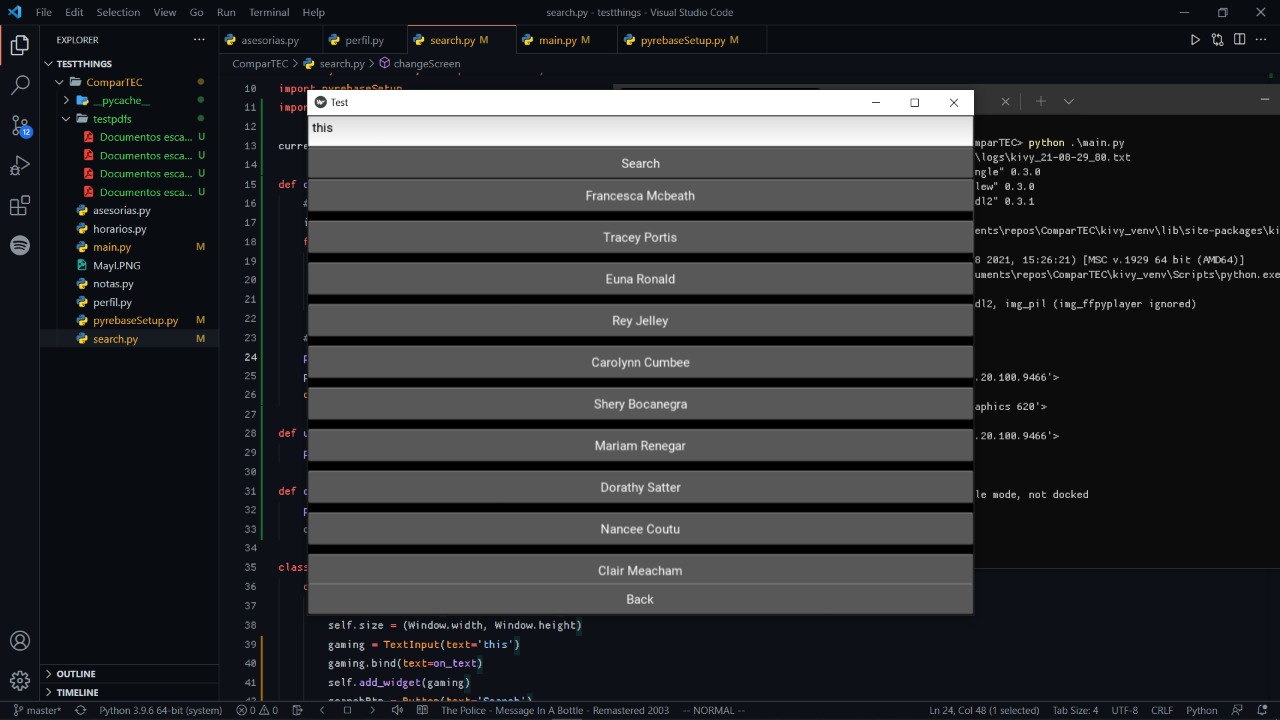 File Edit Selection View Go Run Terminal Help
search.py - testthings - Visual Studio Code
EXPLORER
TESTTHINGS
ComparTEC
__pycache__
testpdfs
Documentos esca... U
Documentos esca... U
Documentos esca... U
Documentos esca... U
asesorias.py
horarios.py
main.py M
MayI.PNG
notas.py
perfil.py
pyrebaseSetup.py M
search.py M
OUTLINE
TIMELINE
12
asesorias.py
perfil.py
search.py M
main.py M
pyrebaseSetup.py M
ComparTEC > search.py > changeScreen
10 import pyrebaseSetup
11 impor
12
13 curre
14
15 def c
16 #
17 i
18 f
19
20
21
22
23 #
24 p
25 p
26 c
27
28 def u
29 p
30
31 def c
32 p
33 c
34
35 class
36
37
38 self.size = (Window.width, Window.height)
39 gaming = TextInput(text='this')
40 gaming.bind(text=on_text)
41 self.add_widget(gaming)
Test
this
Search
Francesca Mcbeath
Tracey Portis
Euna Ronald
Rey Jelley
Carolynn Cumbee
Shery Bocanegra
Mariam Renegar
Dorathy Satter
Nancee Coutu
Clair Meacham
Back
mparTEC> python .\main.py
\logs\kivy_21-08-29_80.txt
ngle" 0.3.0
lew" 0.3.0
dl2" 0.3.1
ents\repos\ComparTEC\kivy_venv\lib\site-packages\ki
8 2021, 15:26:21) [MSC v.1929 64 bit (AMD64)]
uments\repos\ComparTEC\kivy_venv\Scripts\python.exe
dl2, img_pil (img_ffpyplayer ignored)
.20.100.9466'>
aphics 620'>
.20.100.9466'>
le mode, not docked
master* Python 3.9.6 64-bit (system) 0 0 The Police - Message In A Bottle - Remastered 2003 -- NORMAL -- Ln 24, Col 48 (1 selected) Tab Size: 4 UTF-8 CRLF Python